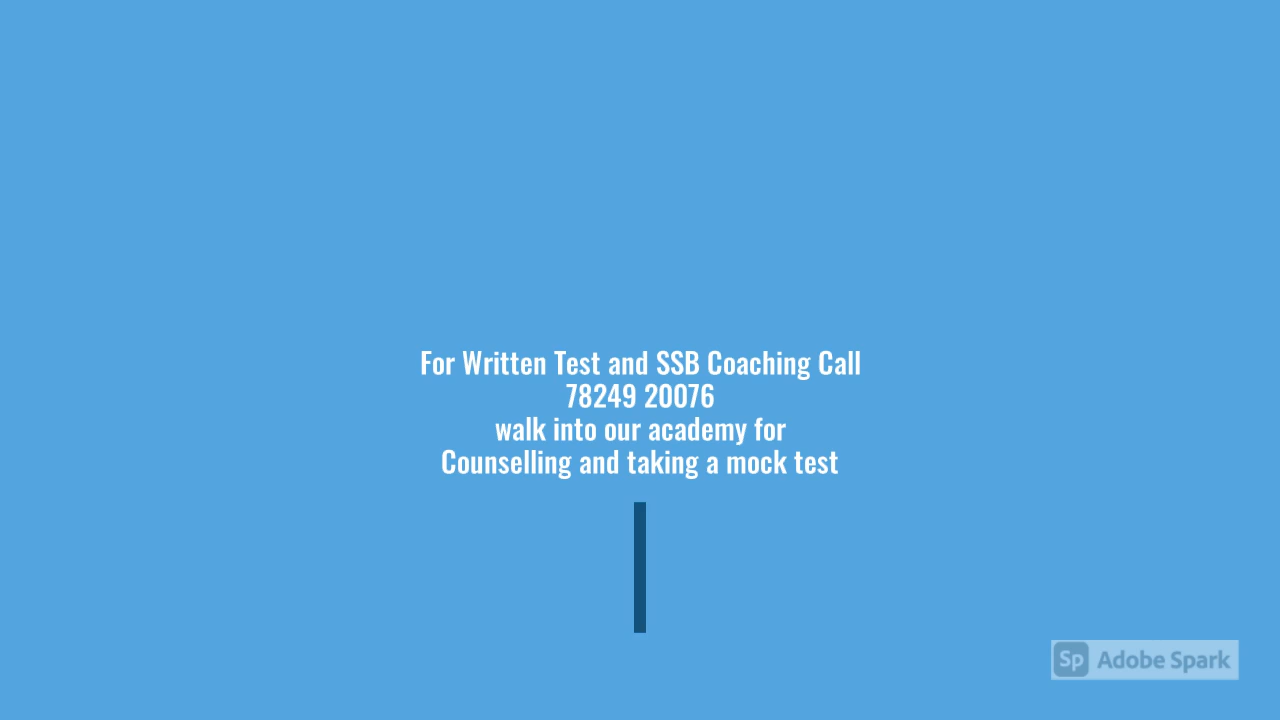 For Written Test and SSB Coaching Call
78249 20076
walk into our academy for
Counselling and taking a mock test
Sp Adobe Spark